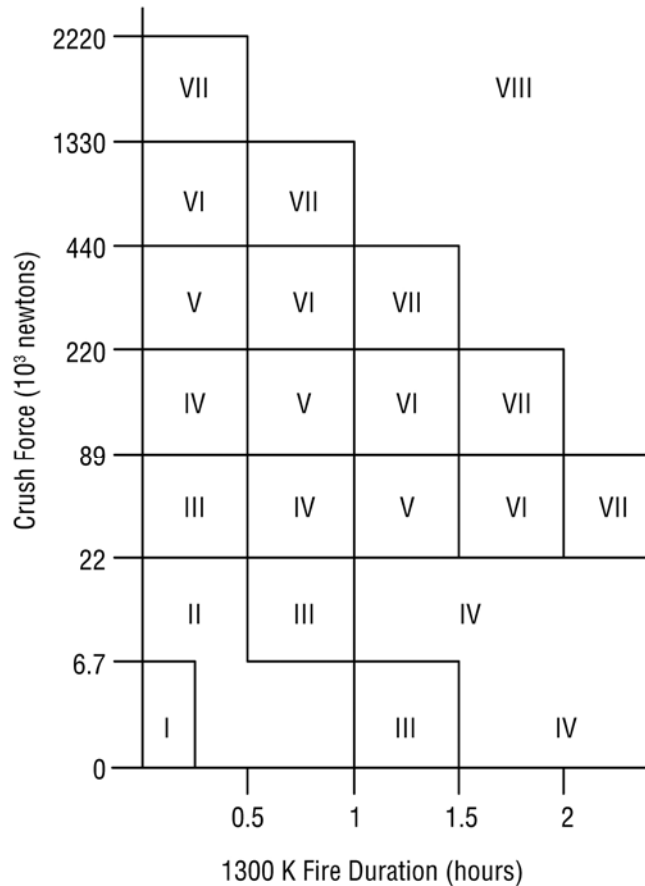 2220
VII VIII
1330
VI VII
440
V VI VII
220
IV V VI VII
89
III IV V VI VII
22
II III IV
6.7
I III IV
0
0.5 1 1.5 2
1300 K Fire Duration (hours)
Crush Force (10³ newtons)